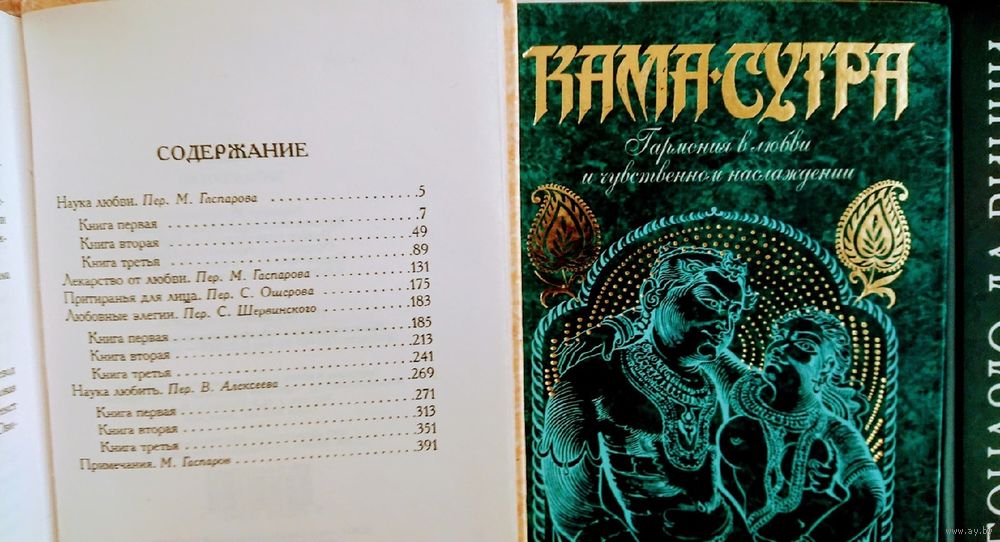 СОДЕРЖАНИЕ
Наука любви. Пер. М. Гаспарова 5
Книга первая 7
Книга вторая 49
Книга третья 89
Лекарство от любви. Пер. М. Гаспарова 131
Притиранья для лица. Пер. С. Ошерова 175
Любовные элегии. Пер. С. Шервинского 183
Книга первая 185
Книга вторая 213
Книга третья 241
Наука любить. Пер. В. Алексеева 269
Книга первая 271
Книга вторая 313
Книга третья 351
Примечания. М. Гаспаров 391
КАМА·СУТРА
Гармония в любви
и чувственном наслаждении
www.ay.by